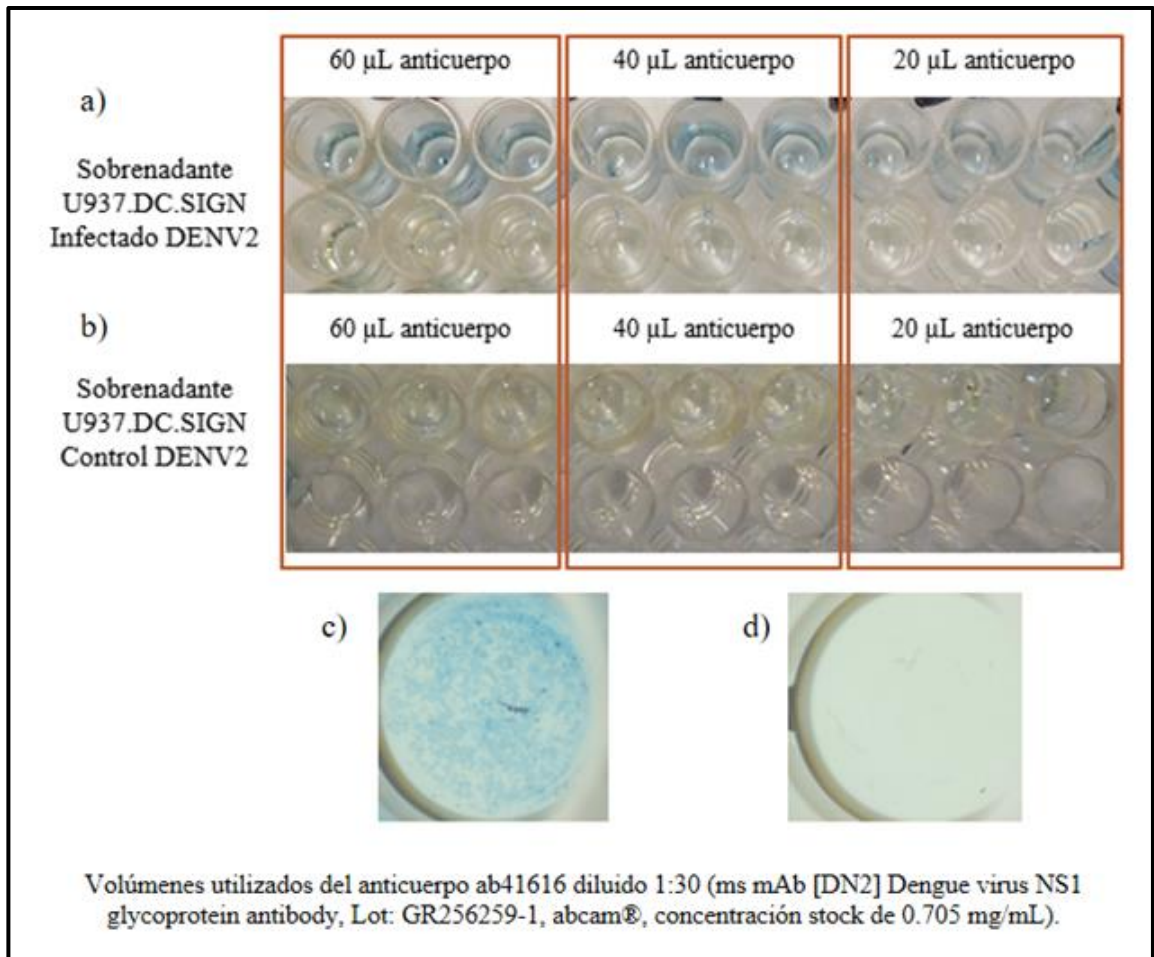 60 µL anticuerpo
40 µL anticuerpo
20 µL anticuerpo
a)
Sobrenadante
U937.DC.SIGN
Infectado DENV2
60 µL anticuerpo
40 µL anticuerpo
20 µL anticuerpo
b)
Sobrenadante
U937.DC.SIGN
Control DENV2
c)
d)
Volúmenes utilizados del anticuerpo ab41616 diluido 1:30 (ms mAb [DN2] Dengue virus NS1
glycoprotein antibody, Lot: GR256259-1, abcam®, concentración stock de 0.705 mg/mL).